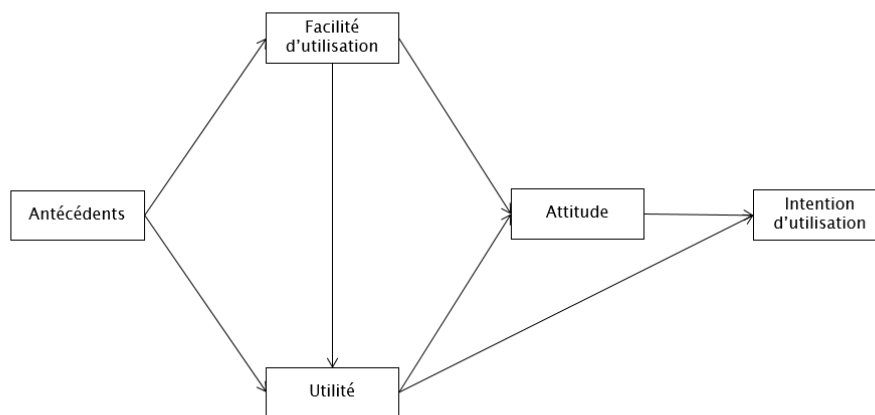 Facilité
d'utilisation
Antécédents
Attitude
Intention
d'utilisation
Utilité